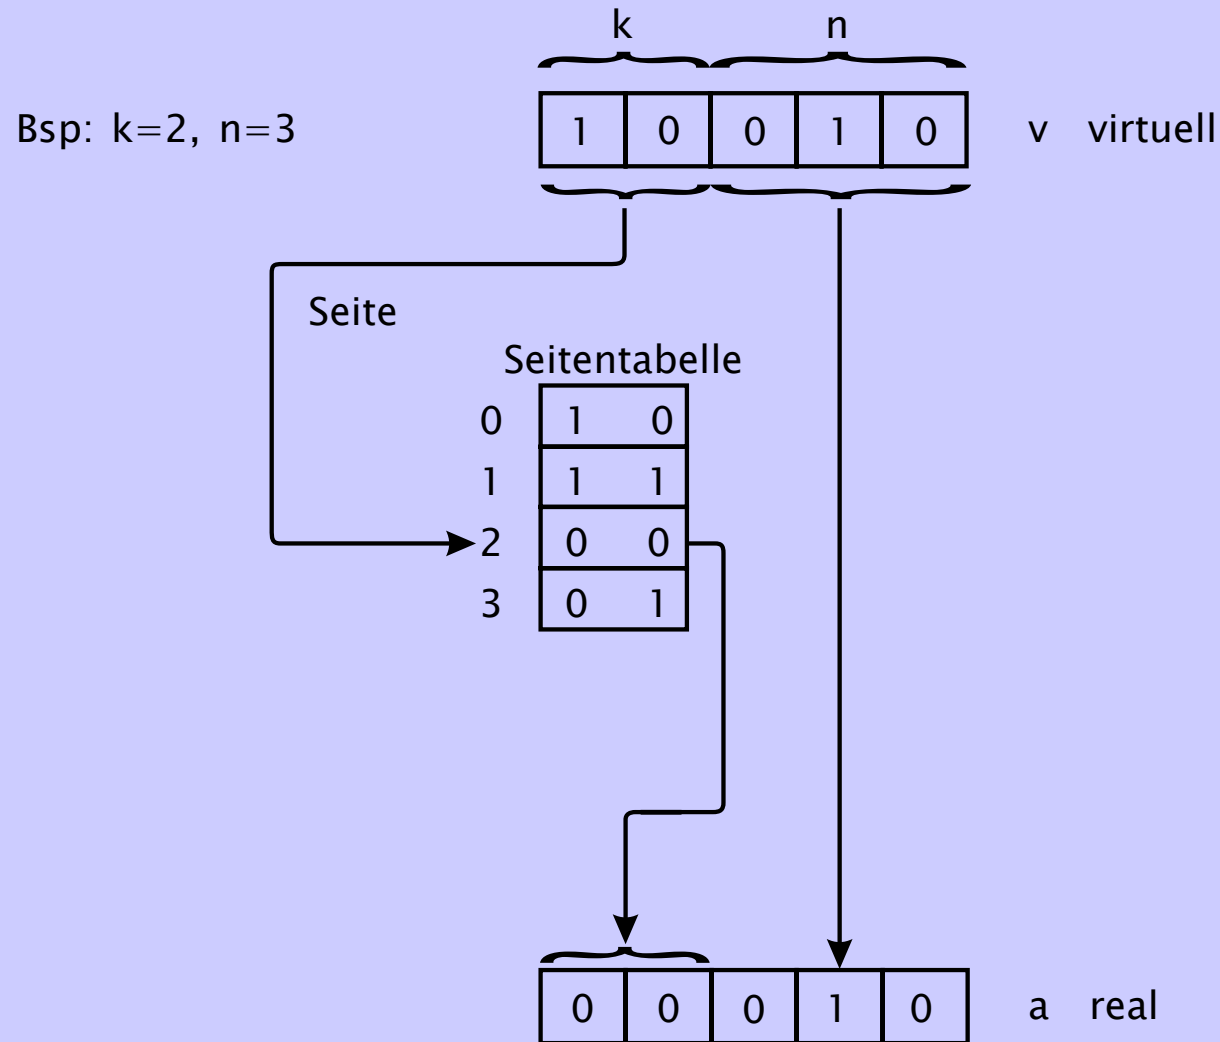 k n
Bsp: k=2, n=3 1 0 0 1 0 v virtuell
Seite
Seitentabelle
0 1 0
1 1 1
2 0 0
3 0 1
0 0 0 1 0 a real